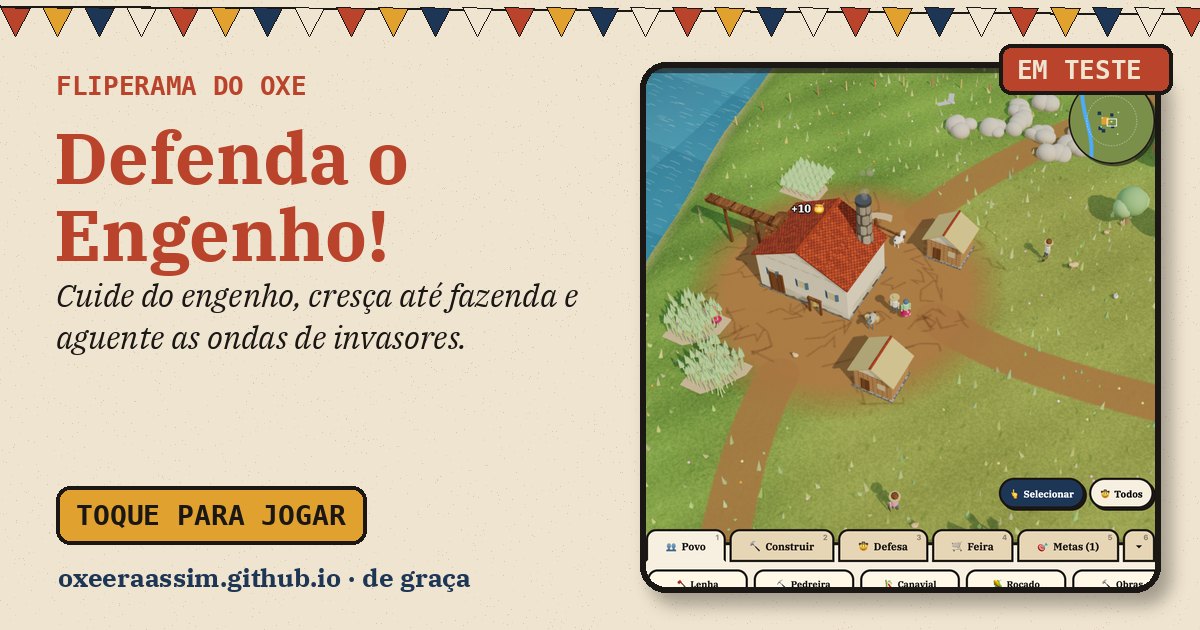 FLIPERAMA DO OXE
EM TESTE
Defenda o
Engenho!
Cuide do engenho, cresça até fazenda e
aguente as ondas de invasores.
TOQUE PARA JOGAR
oxeeraassim.github.io · de graça
+10
Selecionar
Todos
Povo 1
Construir 2
Defesa 3
Feira 4
Metas (1) 5
6
Lenha
Pedreira
Canavial
Roçado
Obras